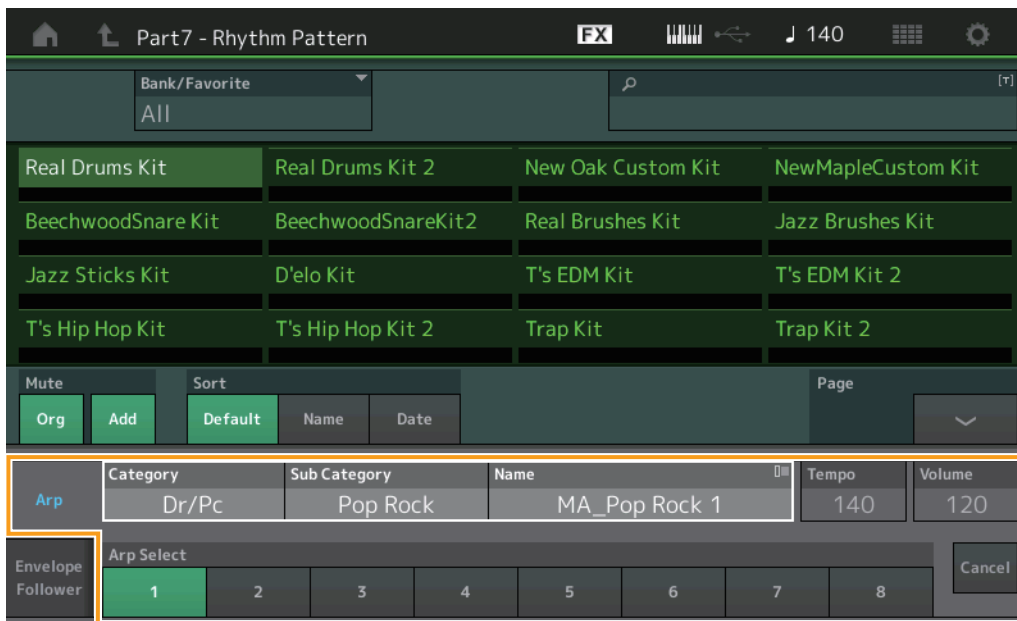 Part7 - Rhythm Pattern FX ♩ 140
Bank/Favorite
All
[T]
Real Drums Kit Real Drums Kit 2 New Oak Custom Kit NewMapleCustom Kit
BeechwoodSnare Kit BeechwoodSnareKit2 Real Brushes Kit Jazz Brushes Kit
Jazz Sticks Kit D'elo Kit T's EDM Kit T's EDM Kit 2
T's Hip Hop Kit T's Hip Hop Kit 2 Trap Kit Trap Kit 2
Mute Sort Page
Org Add Default Name Date
Arp Category Sub Category Name Tempo Volume
Dr/Pc Pop Rock MA_Pop Rock 1 140 120
Envelope Follower Arp Select Cancel
1 2 3 4 5 6 7 8